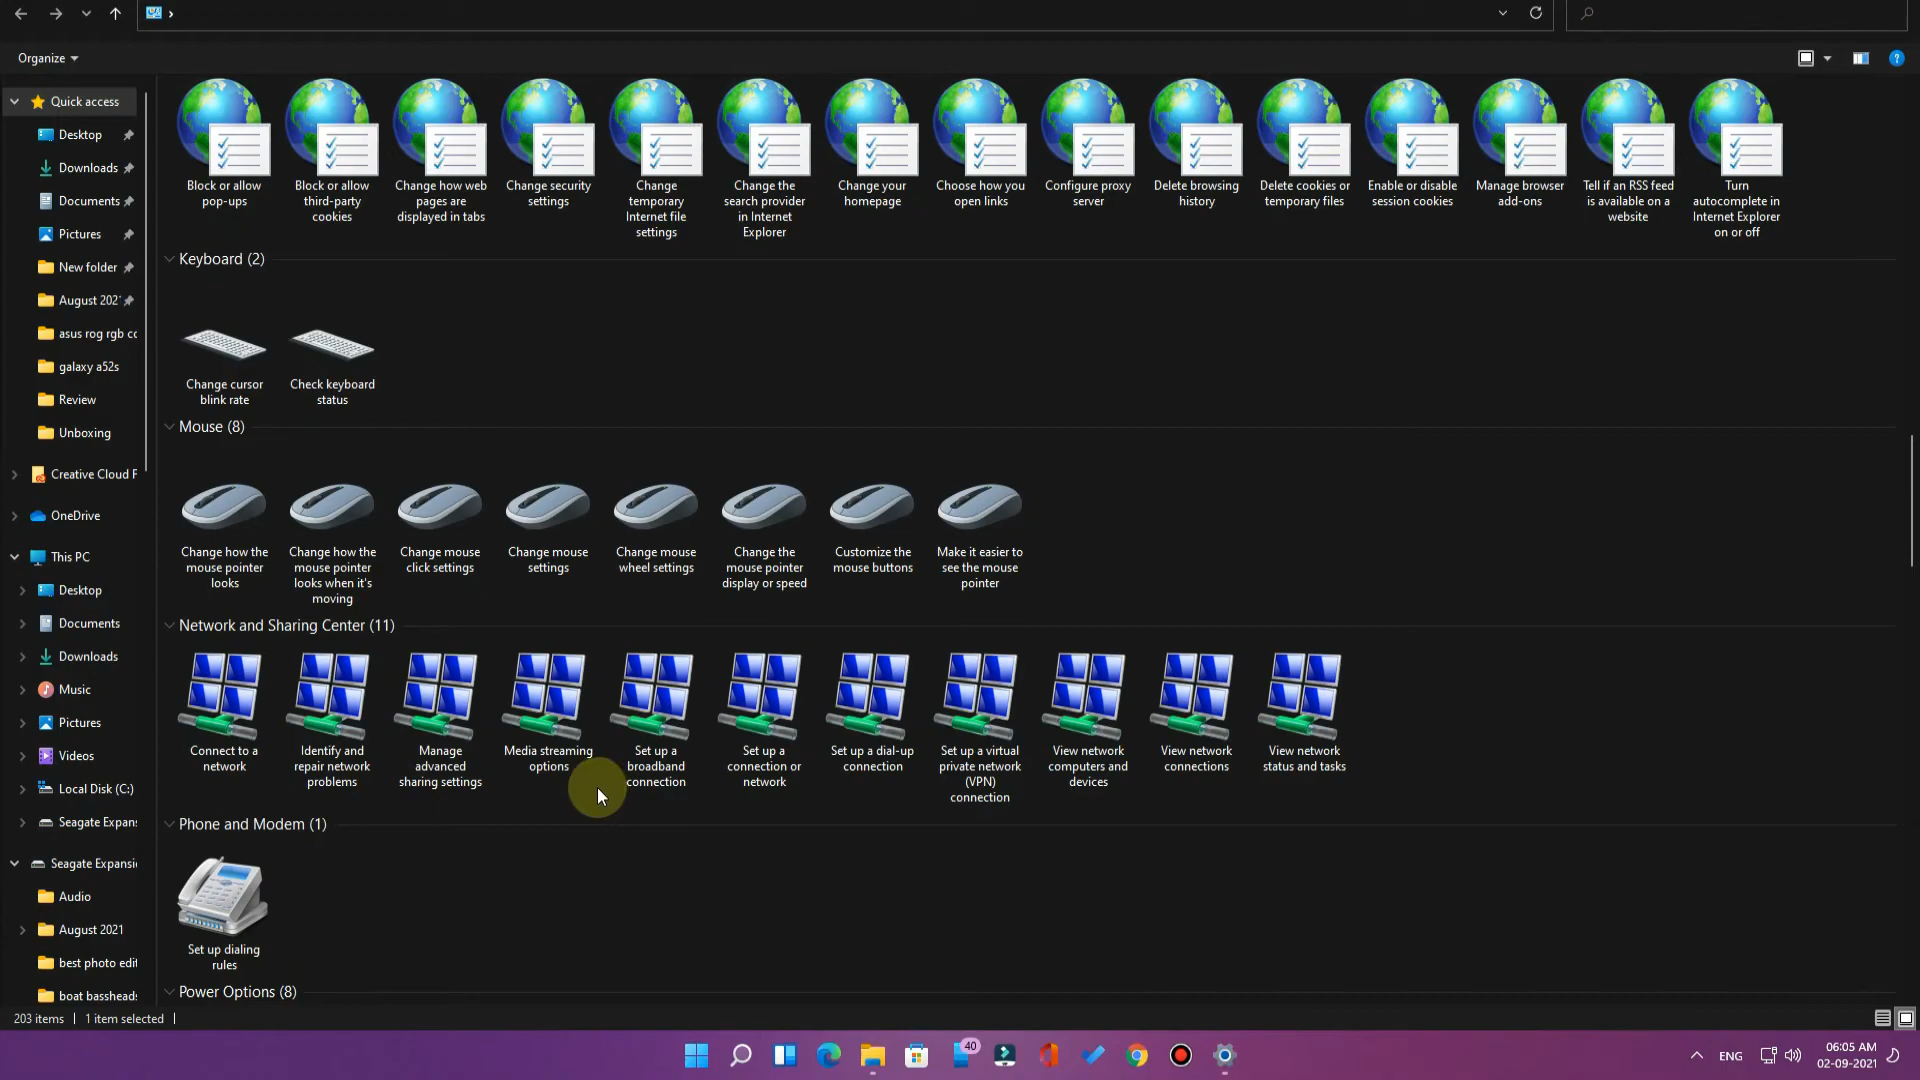 Organize
Quick access
Desktop
Downloads
Documents
Pictures
New folder
August 202
asus rog rgb cc
galaxy a52s
Review
Unboxing
Creative Cloud F
OneDrive
This PC
Desktop
Documents
Downloads
Music
Pictures
Videos
Local Disk (C:)
Seagate Expans
Seagate Expansi
Audio
August 2021
best photo edit
boat basshead
Block or allow
pop-ups
Block or allow
third-party
cookies
Change how web
pages are
displayed in tabs
Change security
settings
Change
temporary
Internet file
settings
Change the
search provider
in Internet
Explorer
Change your
homepage
Choose how you
open links
Configure proxy
server
Delete browsing
history
Delete cookies or
temporary files
Enable or disable
session cookies
Manage browser
add-ons
Tell if an RSS feed
is available on a
website
Turn
autocomplete in
Internet Explorer
on or off
Keyboard (2)
Change cursor
blink rate
Check keyboard
status
Mouse (8)
Change how the
mouse pointer
looks
Change how the
mouse pointer
looks when it's
moving
Change mouse
click settings
Change mouse
settings
Change mouse
wheel settings
Change the
mouse pointer
display or speed
Customize the
mouse buttons
Make it easier to
see the mouse
pointer
Network and Sharing Center (11)
Connect to a
network
Identify and
repair network
problems
Manage
advanced
sharing settings
Media streaming
options
Set up a
broadband
connection
Set up a
connection or
network
Set up a dial-up
connection
Set up a virtual
private network
(VPN)
connection
View network
computers and
devices
View network
connections
View network
status and tasks
Phone and Modem (1)
Set up dialing
rules
Power Options (8)
203 items
1 item selected
40
ENG
06:05 AM
02-09-2021